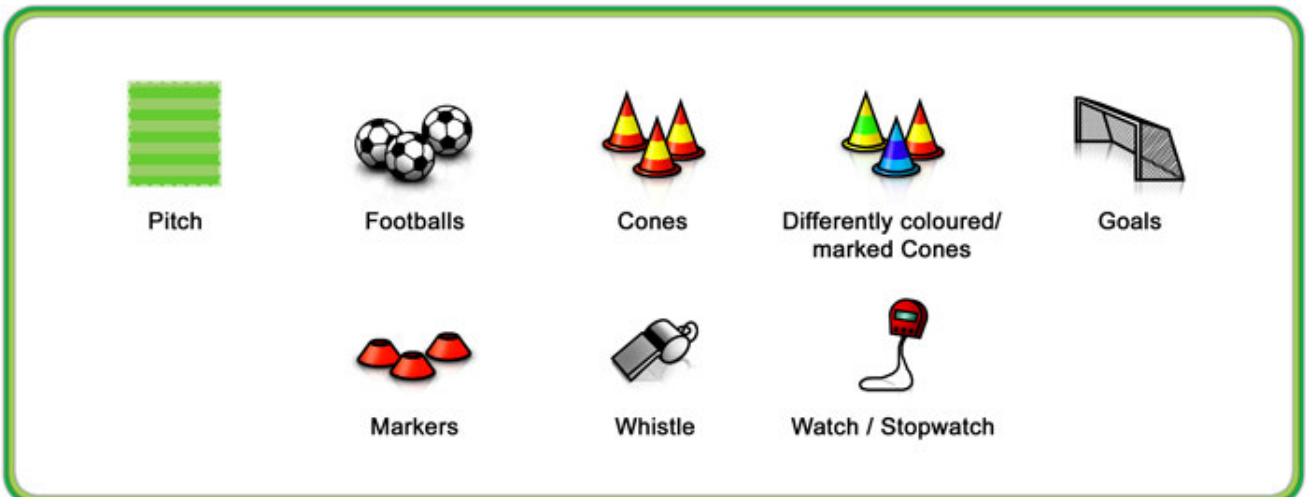 Pitch
Footballs
Cones
Differently coloured/
marked Cones
Goals
Markers
Whistle
Watch / Stopwatch